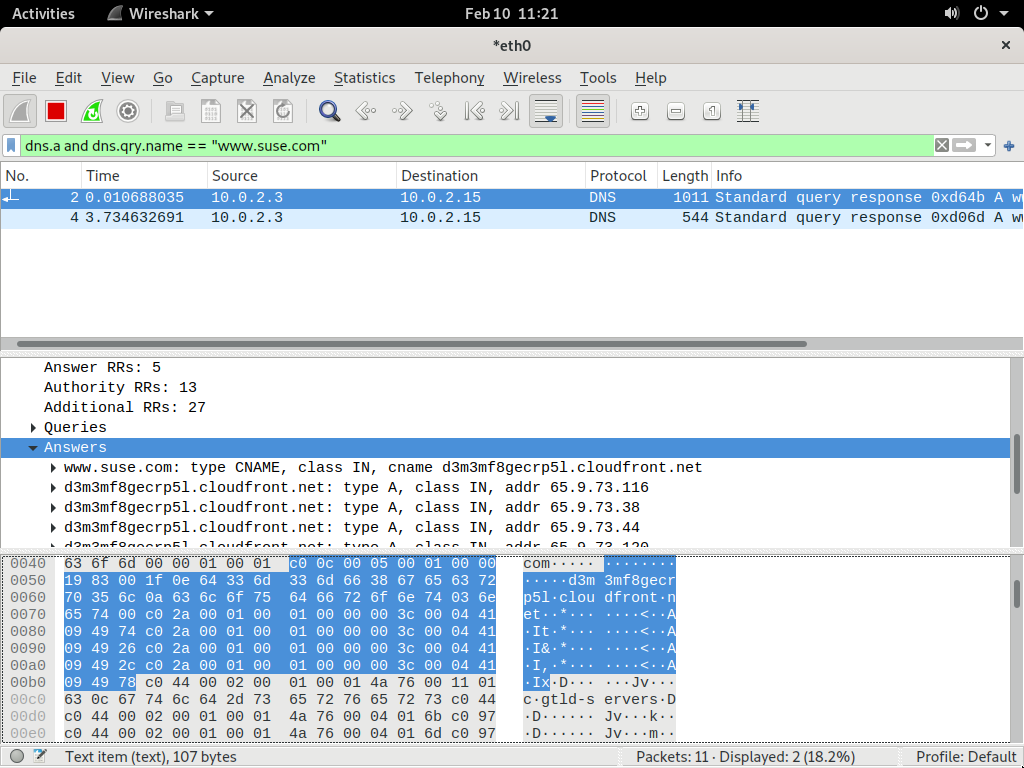 Activities Wireshark Feb 10 11:21
*eth0
File Edit View Go Capture Analyze Statistics Telephony Wireless Tools Help
dns.a and dns.qry.name == "www.suse.com"
No. Time Source Destination Protocol Length Info
2 0.010688035 10.0.2.3 10.0.2.15 DNS 1011 Standard query response 0xd64b A
4 3.734632691 10.0.2.3 10.0.2.15 DNS 544 Standard query response 0xd06d A
Answer RRs: 5
Authority RRs: 13
Additional RRs: 27
Queries
Answers
www.suse.com: type CNAME, class IN, cname d3m3mf8gecrp5l.cloudfront.net
d3m3mf8gecrp5l.cloudfront.net: type A, class IN, addr 65.9.73.116
d3m3mf8gecrp5l.cloudfront.net: type A, class IN, addr 65.9.73.38
d3m3mf8gecrp5l.cloudfront.net: type A, class IN, addr 65.9.73.44
d3m3mf8gecrp5l.cloudfront.net: type A, class IN, addr 65.9.73.120
0040 63 6f 6d 00 00 01 00 01 c0 0c 00 05 00 01 00 00 com····· ········
0050 19 83 00 1f 0e 64 33 6d 33 6d 66 38 67 65 63 72 ·····d3m 3mf8gecr
0060 70 35 6c 0a 63 6c 6f 75 64 66 72 6f 6e 74 03 6e p5l·clou dfront·n
0070 65 74 00 c0 2a 00 01 00 01 00 00 00 3c 00 04 41 et··*··· ····<··A
0080 09 49 74 c0 2a 00 01 00 01 00 00 00 3c 00 04 41 ·It·*··· ····<··A
0090 09 49 26 c0 2a 00 01 00 01 00 00 00 3c 00 04 41 ·I&·*··· ····<··A
00a0 09 49 2c c0 2a 00 01 00 01 00 00 00 3c 00 04 41 ·I,·*··· ····<··A
00b0 09 49 78 c0 44 00 02 00 01 00 01 4a 76 00 11 01 ·Ix·D··· ···Jv···
00c0 63 0c 67 74 6c 64 2d 73 65 72 76 65 72 73 c0 44 c·gtld-s ervers·D
00d0 c0 44 00 02 00 01 00 01 4a 76 00 04 01 6b c0 97 ·D······ Jv···k··
00e0 c0 44 00 02 00 01 00 01 4a 76 00 04 01 6d c0 97 ·D······ Jv···m··
Text item (text), 107 bytes Packets: 11 · Displayed: 2 (18.2%) Profile: Default